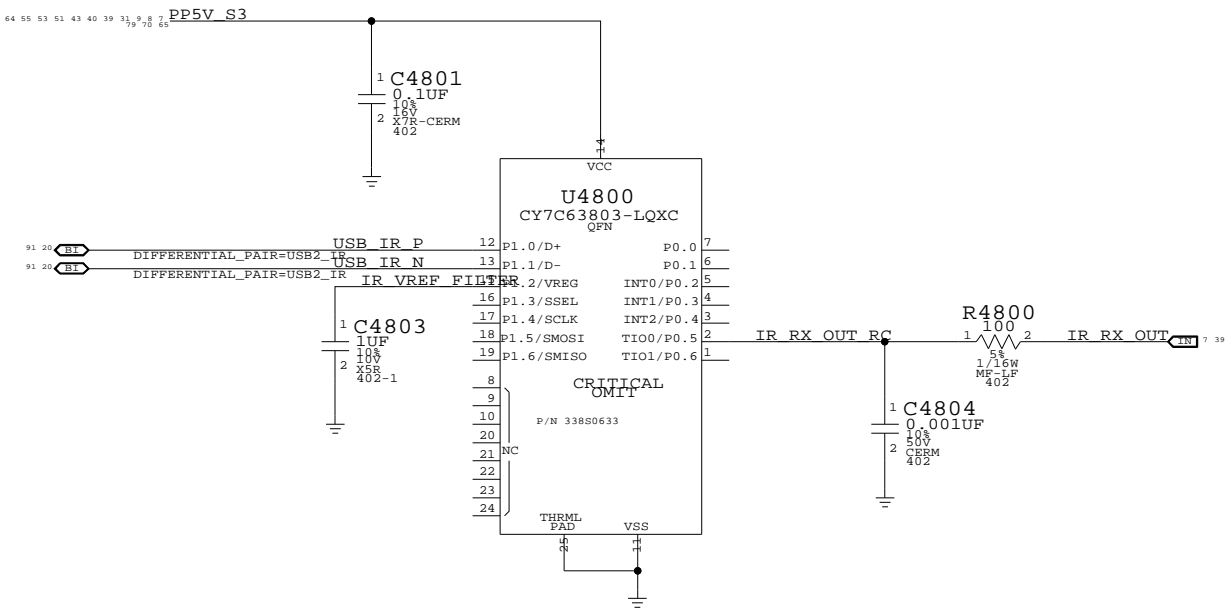 64 55 53 51 43 40 39 31 9 8 7 PP5V_S3
79 70 65
1 C4801
0.1UF
10%
16V
2 X7R-CERM
402
14
VCC
U4800
CY7C63803-LQXC
QFN
91 20 BI USB_IR_P 12 P1.0/D+ P0.0 7
DIFFERENTIAL_PAIR=USB2_IR
91 20 BI USB_IR_N 13 P1.1/D- P0.1 6
DIFFERENTIAL_PAIR=USB2_IR
IR_VREF_FILTER 15 P1.2/VREG INT0/P0.2 5
16 P1.3/SSEL INT1/P0.3 4
17 P1.4/SCLK INT2/P0.4 3
18 P1.5/SMOSI TIO0/P0.5 2 IR_RX_OUT_RC
19 P1.6/SMISO TIO1/P0.6 1
1 C4803
1UF
10%
10V
2 X5R
402-1
R4800
1 100 2 IR_RX_OUT IN 7 39
5%
1/16W
MF-LF
402
8
9
10
20
21
22
23
24
NC
CRITICAL
OMIT
P/N 338S0633
1 C4804
0.001UF
10%
50V
2 CERM
402
THRML
PAD VSS
25 11